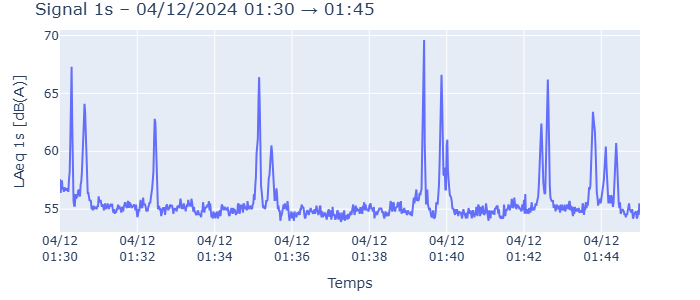 Signal 1s – 04/12/2024 01:30 → 01:45
LAeq 1s [dB(A)]
70
65
60
55
04/12 04/12 04/12 04/12 04/12 04/12 04/12 04/12
01:30 01:32 01:34 01:36 01:38 01:40 01:42 01:44
Temps